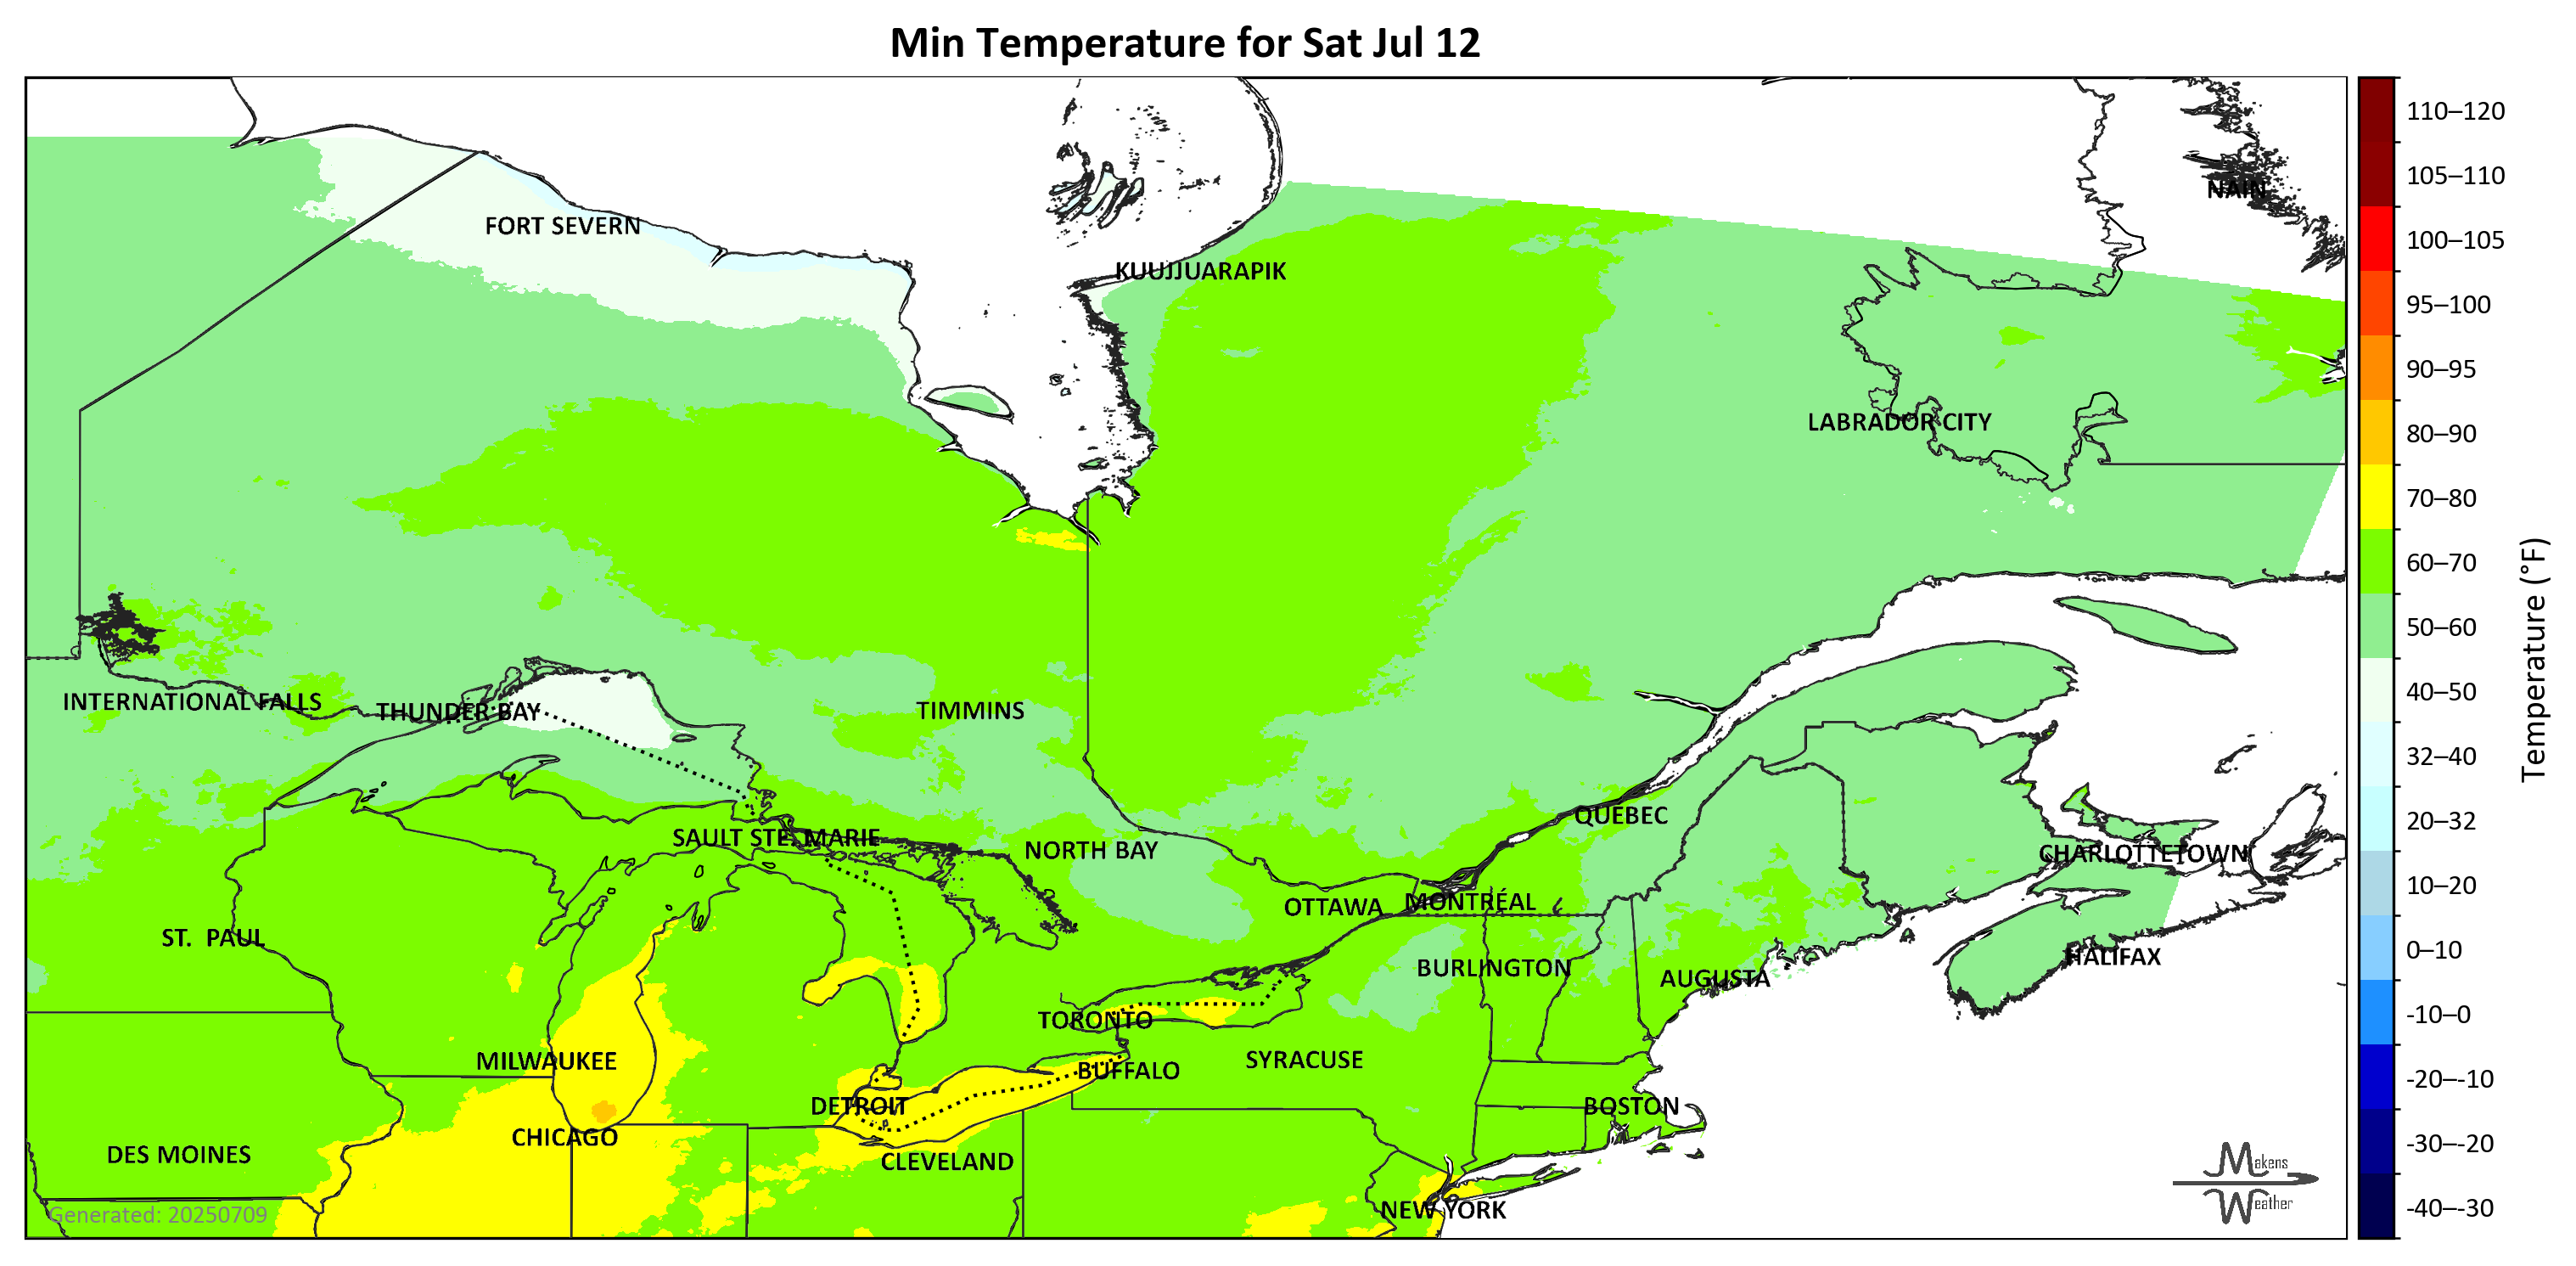 Min Temperature for Sat Jul 12
110–120
105–110
NAIN
100–105
FORT SEVERN
KUUJJUARAPIK
95–100
90–95
LABRADOR CITY
80–90
70–80
60–70
50–60
Temperature (°F)
INTERNATIONAL FALLS
THUNDER BAY
TIMMINS
40–50
32–40
QUÉBEC
20–32
SAULT STE. MARIE
NORTH BAY
CHARLOTTETOWN
10–20
OTTAWA
MONTRÉAL
ST. PAUL
0–10
HALIFAX
BURLINGTON
AUGUSTA
TORONTO
-10–0
MILWAUKEE
SYRACUSE
BUFFALO
-20–-10
DETROIT
BOSTON
CHICAGO
-30–-20
DES MOINES
CLEVELAND
Makens
Weather
NEW YORK
-40–-30
Generated: 20250709